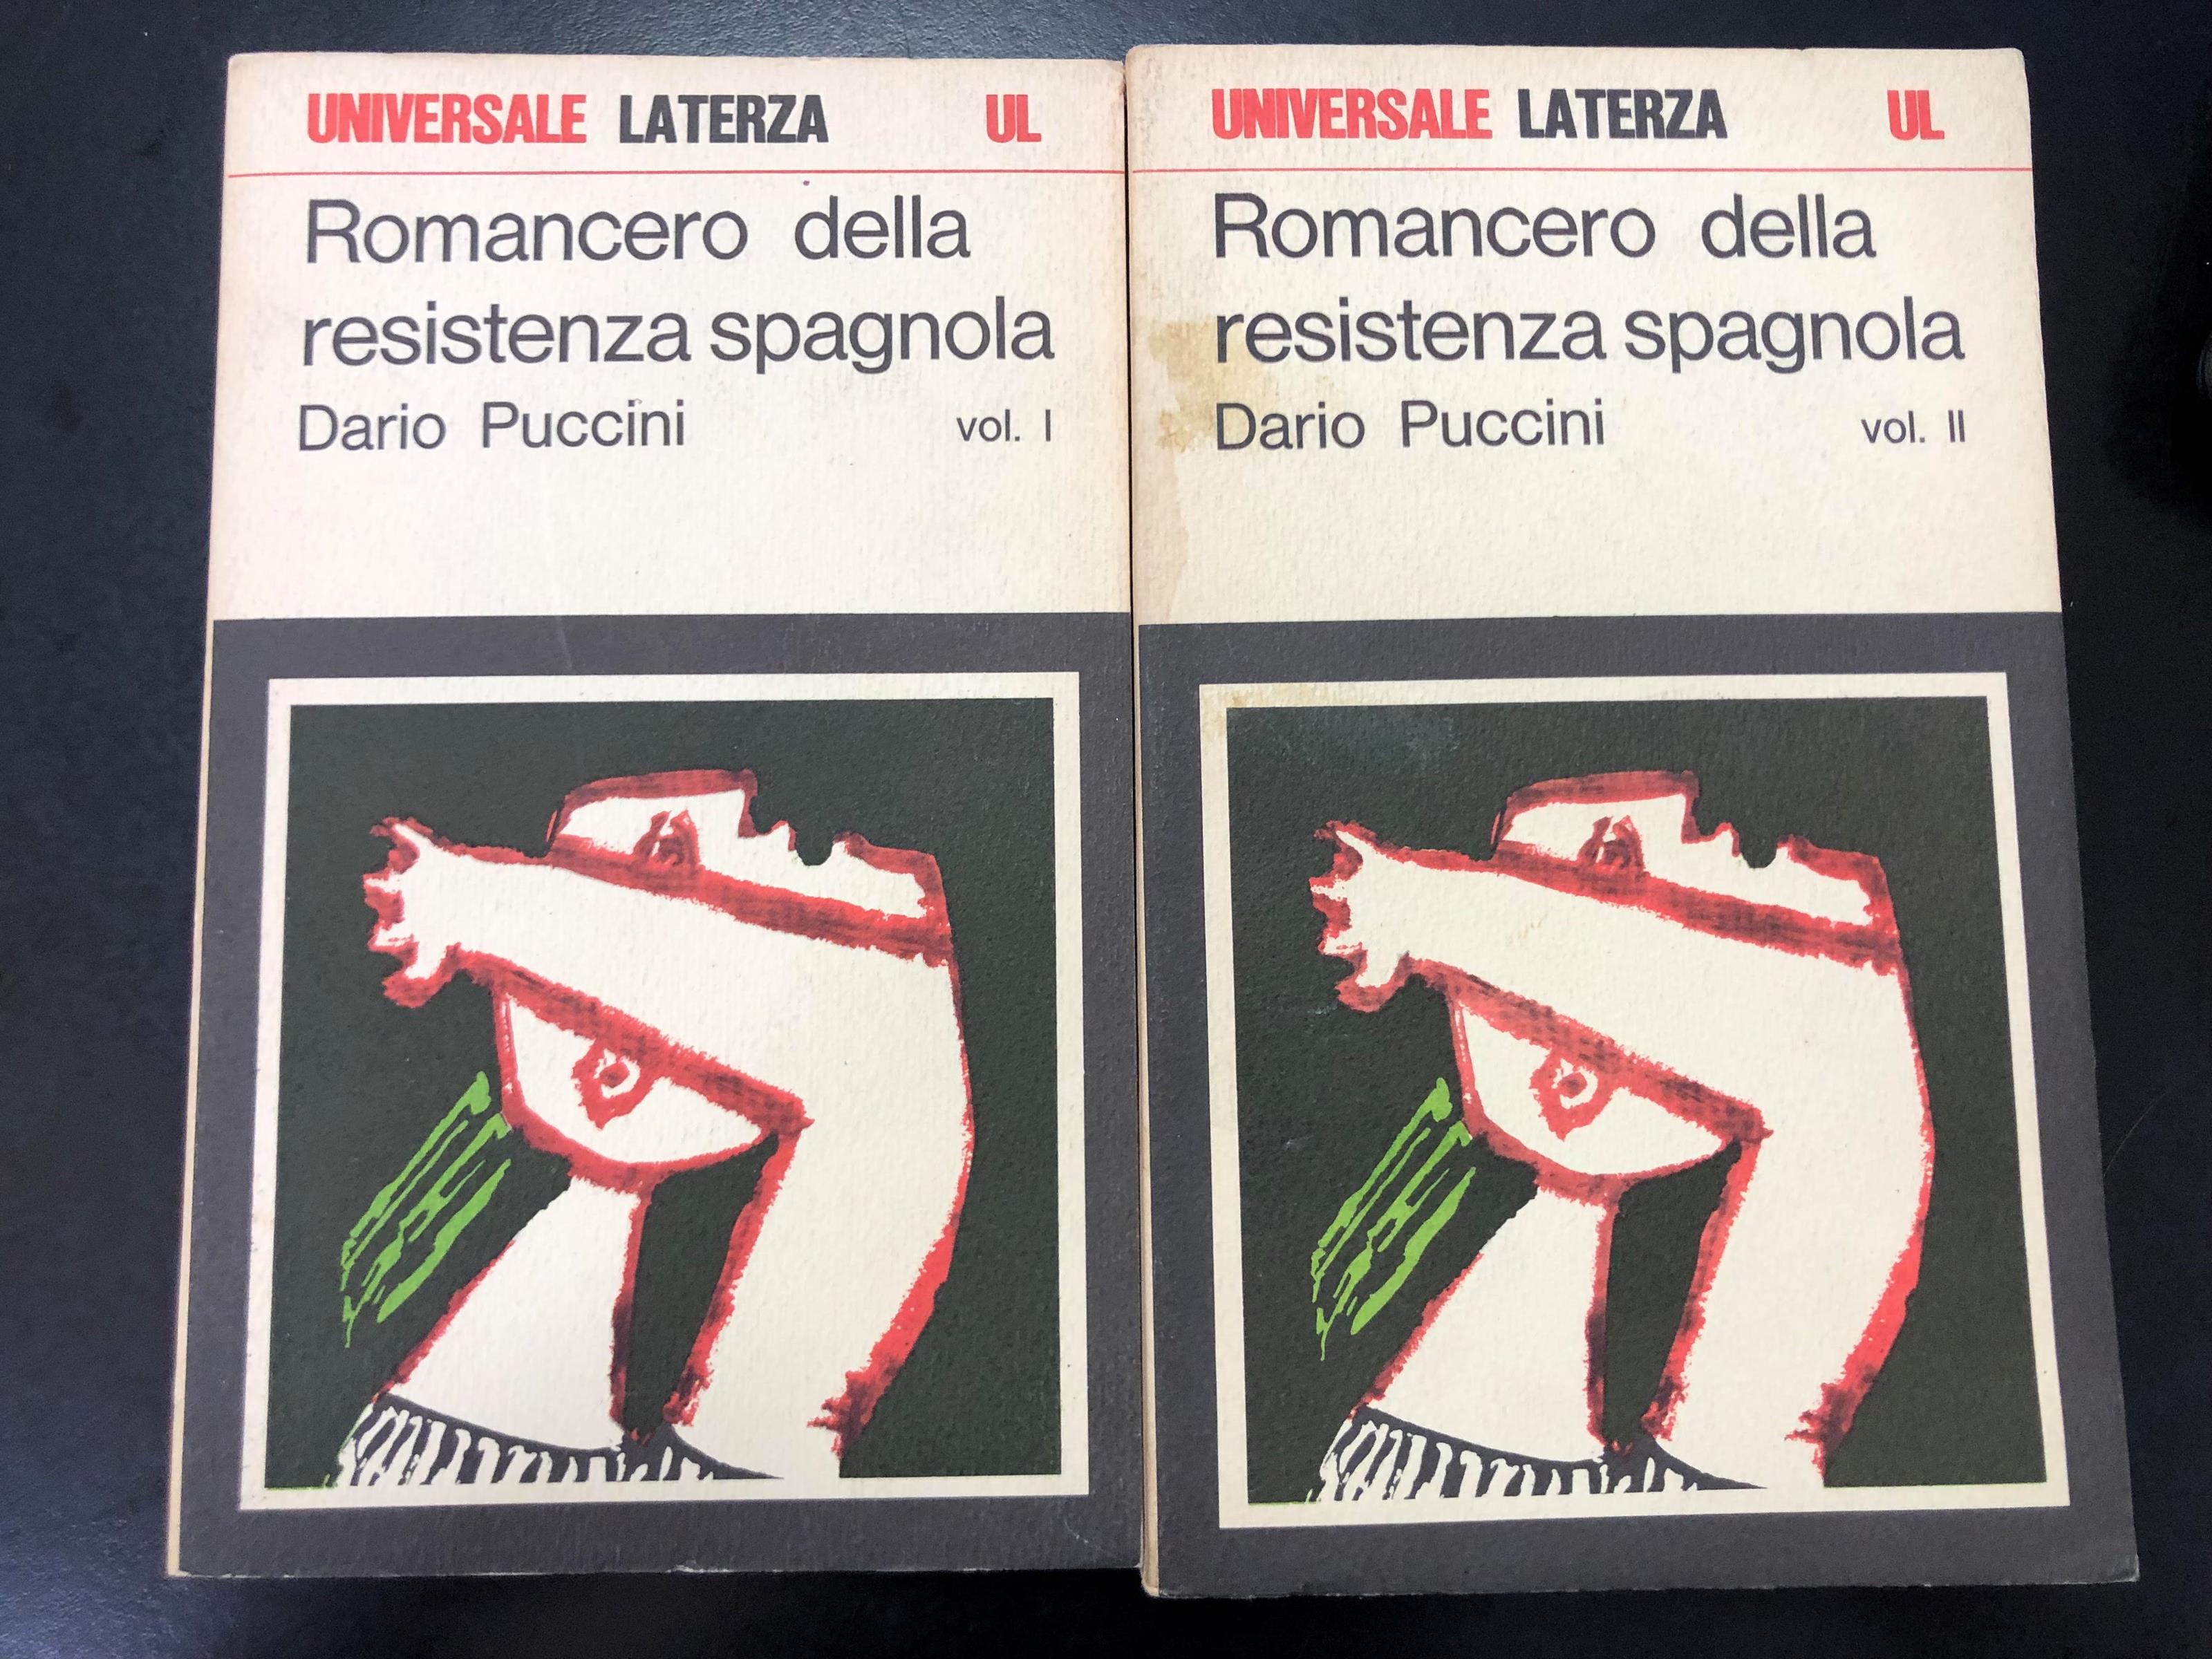 UNIVERSALE LATERZA UL
Romancero della
resistenza spagnola
Dario Puccini vol. I
UNIVERSALE LATERZA UL
Romancero della
resistenza spagnola
Dario Puccini vol. II